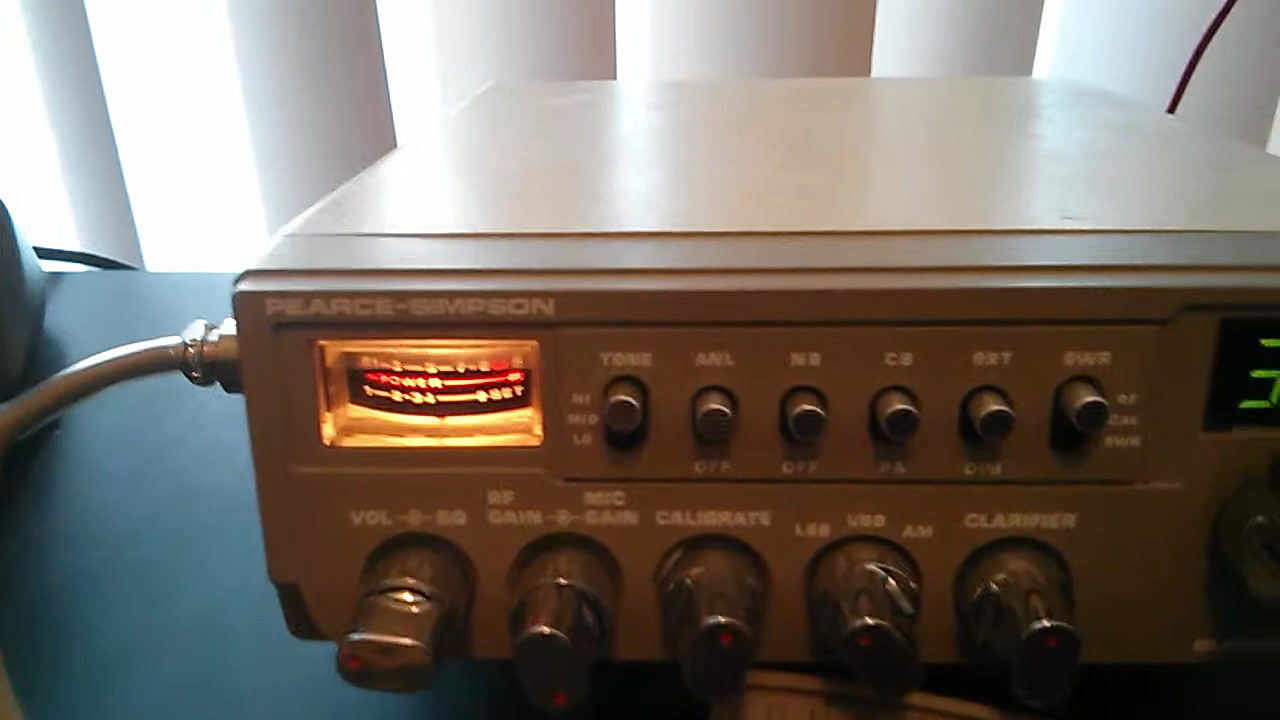 PEARCE-SIMPSON
POWER
TONE ANL NB CB BRT SWR
HI
MID
LO
RF
CAL
SWR
OFF OFF PA DIM
VOL SQ
RF GAIN MIC GAIN
CALIBRATE
LSB USB AM
CLARIFIER